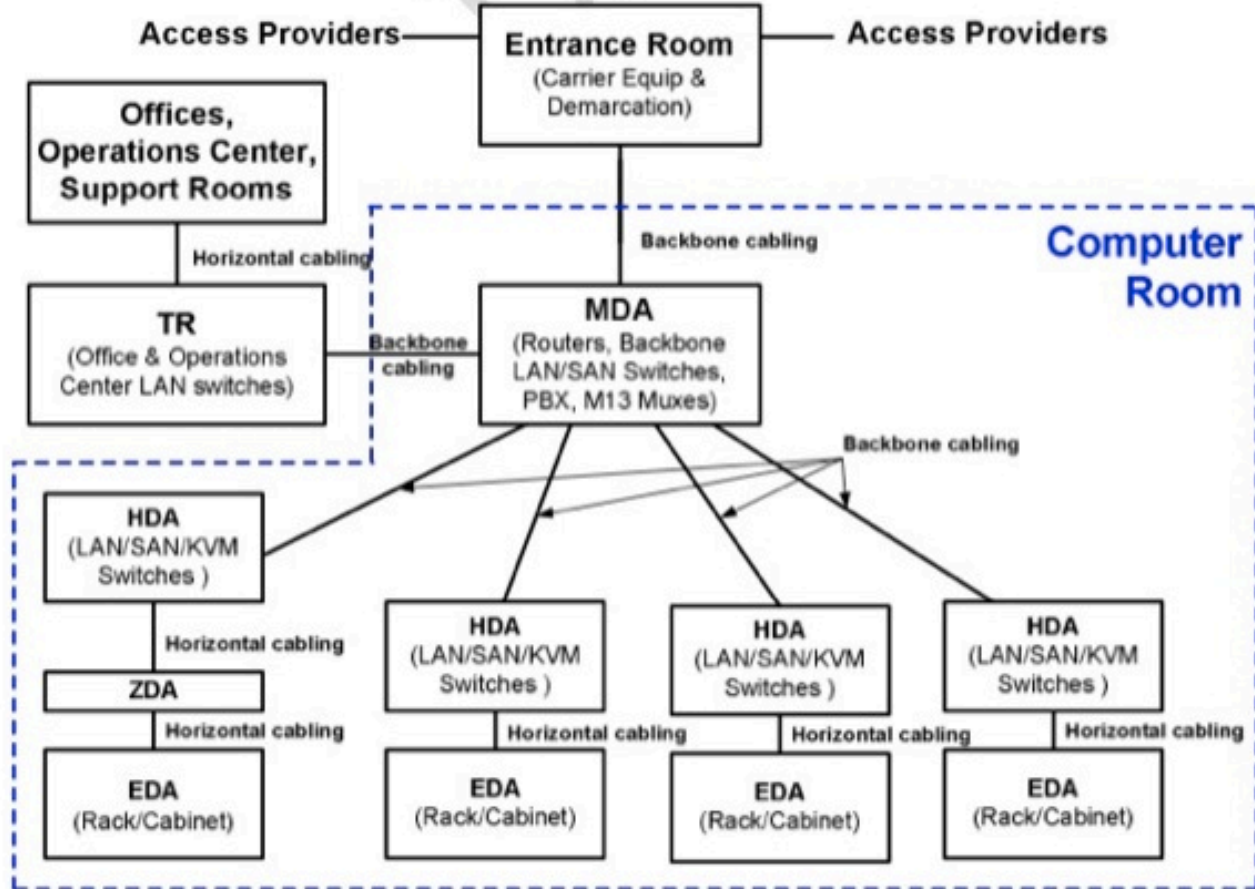 Access Providers
Entrance Room
(Carrier Equip &
Demarcation)
Access Providers
Offices,
Operations Center,
Support Rooms
Horizontal cabling
Backbone cabling
Computer
Room
TR
(Office & Operations
Center LAN switches)
Backbone
cabling
MDA
(Routers, Backbone
LAN/SAN Switches,
PBX, M13 Muxes)
Backbone cabling
HDA
(LAN/SAN/KVM
Switches )
Horizontal cabling
ZDA
Horizontal cabling
EDA
(Rack/Cabinet)
HDA
(LAN/SAN/KVM
Switches )
Horizontal cabling
EDA
(Rack/Cabinet)
HDA
(LAN/SAN/KVM
Switches )
Horizontal cabling
EDA
(Rack/Cabinet)
HDA
(LAN/SAN/KVM
Switches )
Horizontal cabling
EDA
(Rack/Cabinet)